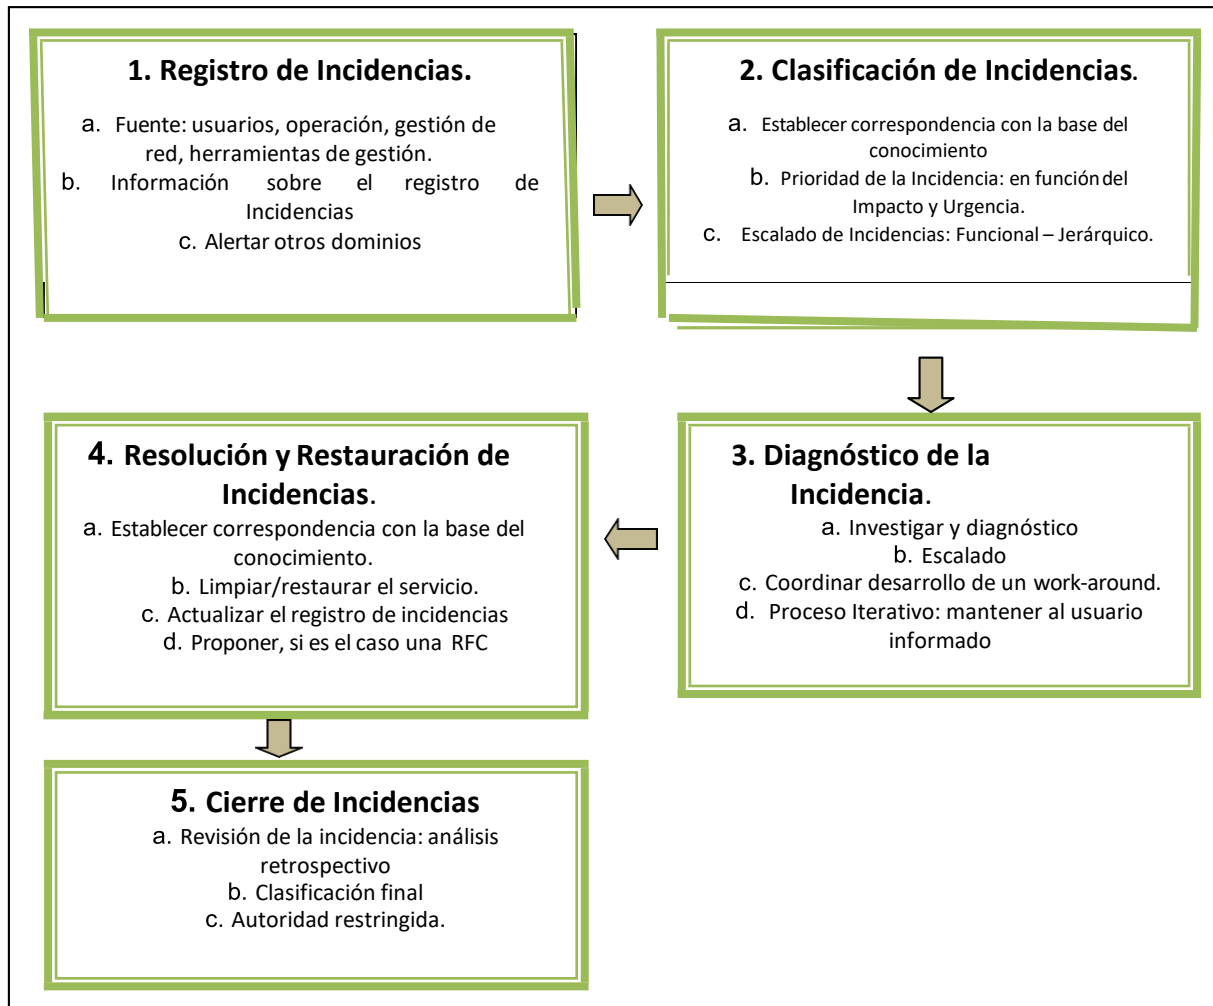 1. Registro de Incidencias.
a. Fuente: usuarios, operación, gestión de
red, herramientas de gestión.
b. Información sobre el registro de
Incidencias
c. Alertar otros dominios
2. Clasificación de Incidencias.
a. Establecer correspondencia con la base del
conocimiento
b. Prioridad de la Incidencia: en función del
Impacto y Urgencia.
c. Escalado de Incidencias: Funcional – Jerárquico.
3. Diagnóstico de la
Incidencia.
a. Investigar y diagnóstico
b. Escalado
c. Coordinar desarrollo de un work-around.
d. Proceso Iterativo: mantener al usuario
informado
4. Resolución y Restauración de
Incidencias.
a. Establecer correspondencia con la base del
conocimiento.
b. Limpiar/restaurar el servicio.
c. Actualizar el registro de incidencias
d. Proponer, si es el caso una RFC
5. Cierre de Incidencias
a. Revisión de la incidencia: análisis
retrospectivo
b. Clasificación final
c. Autoridad restringida.